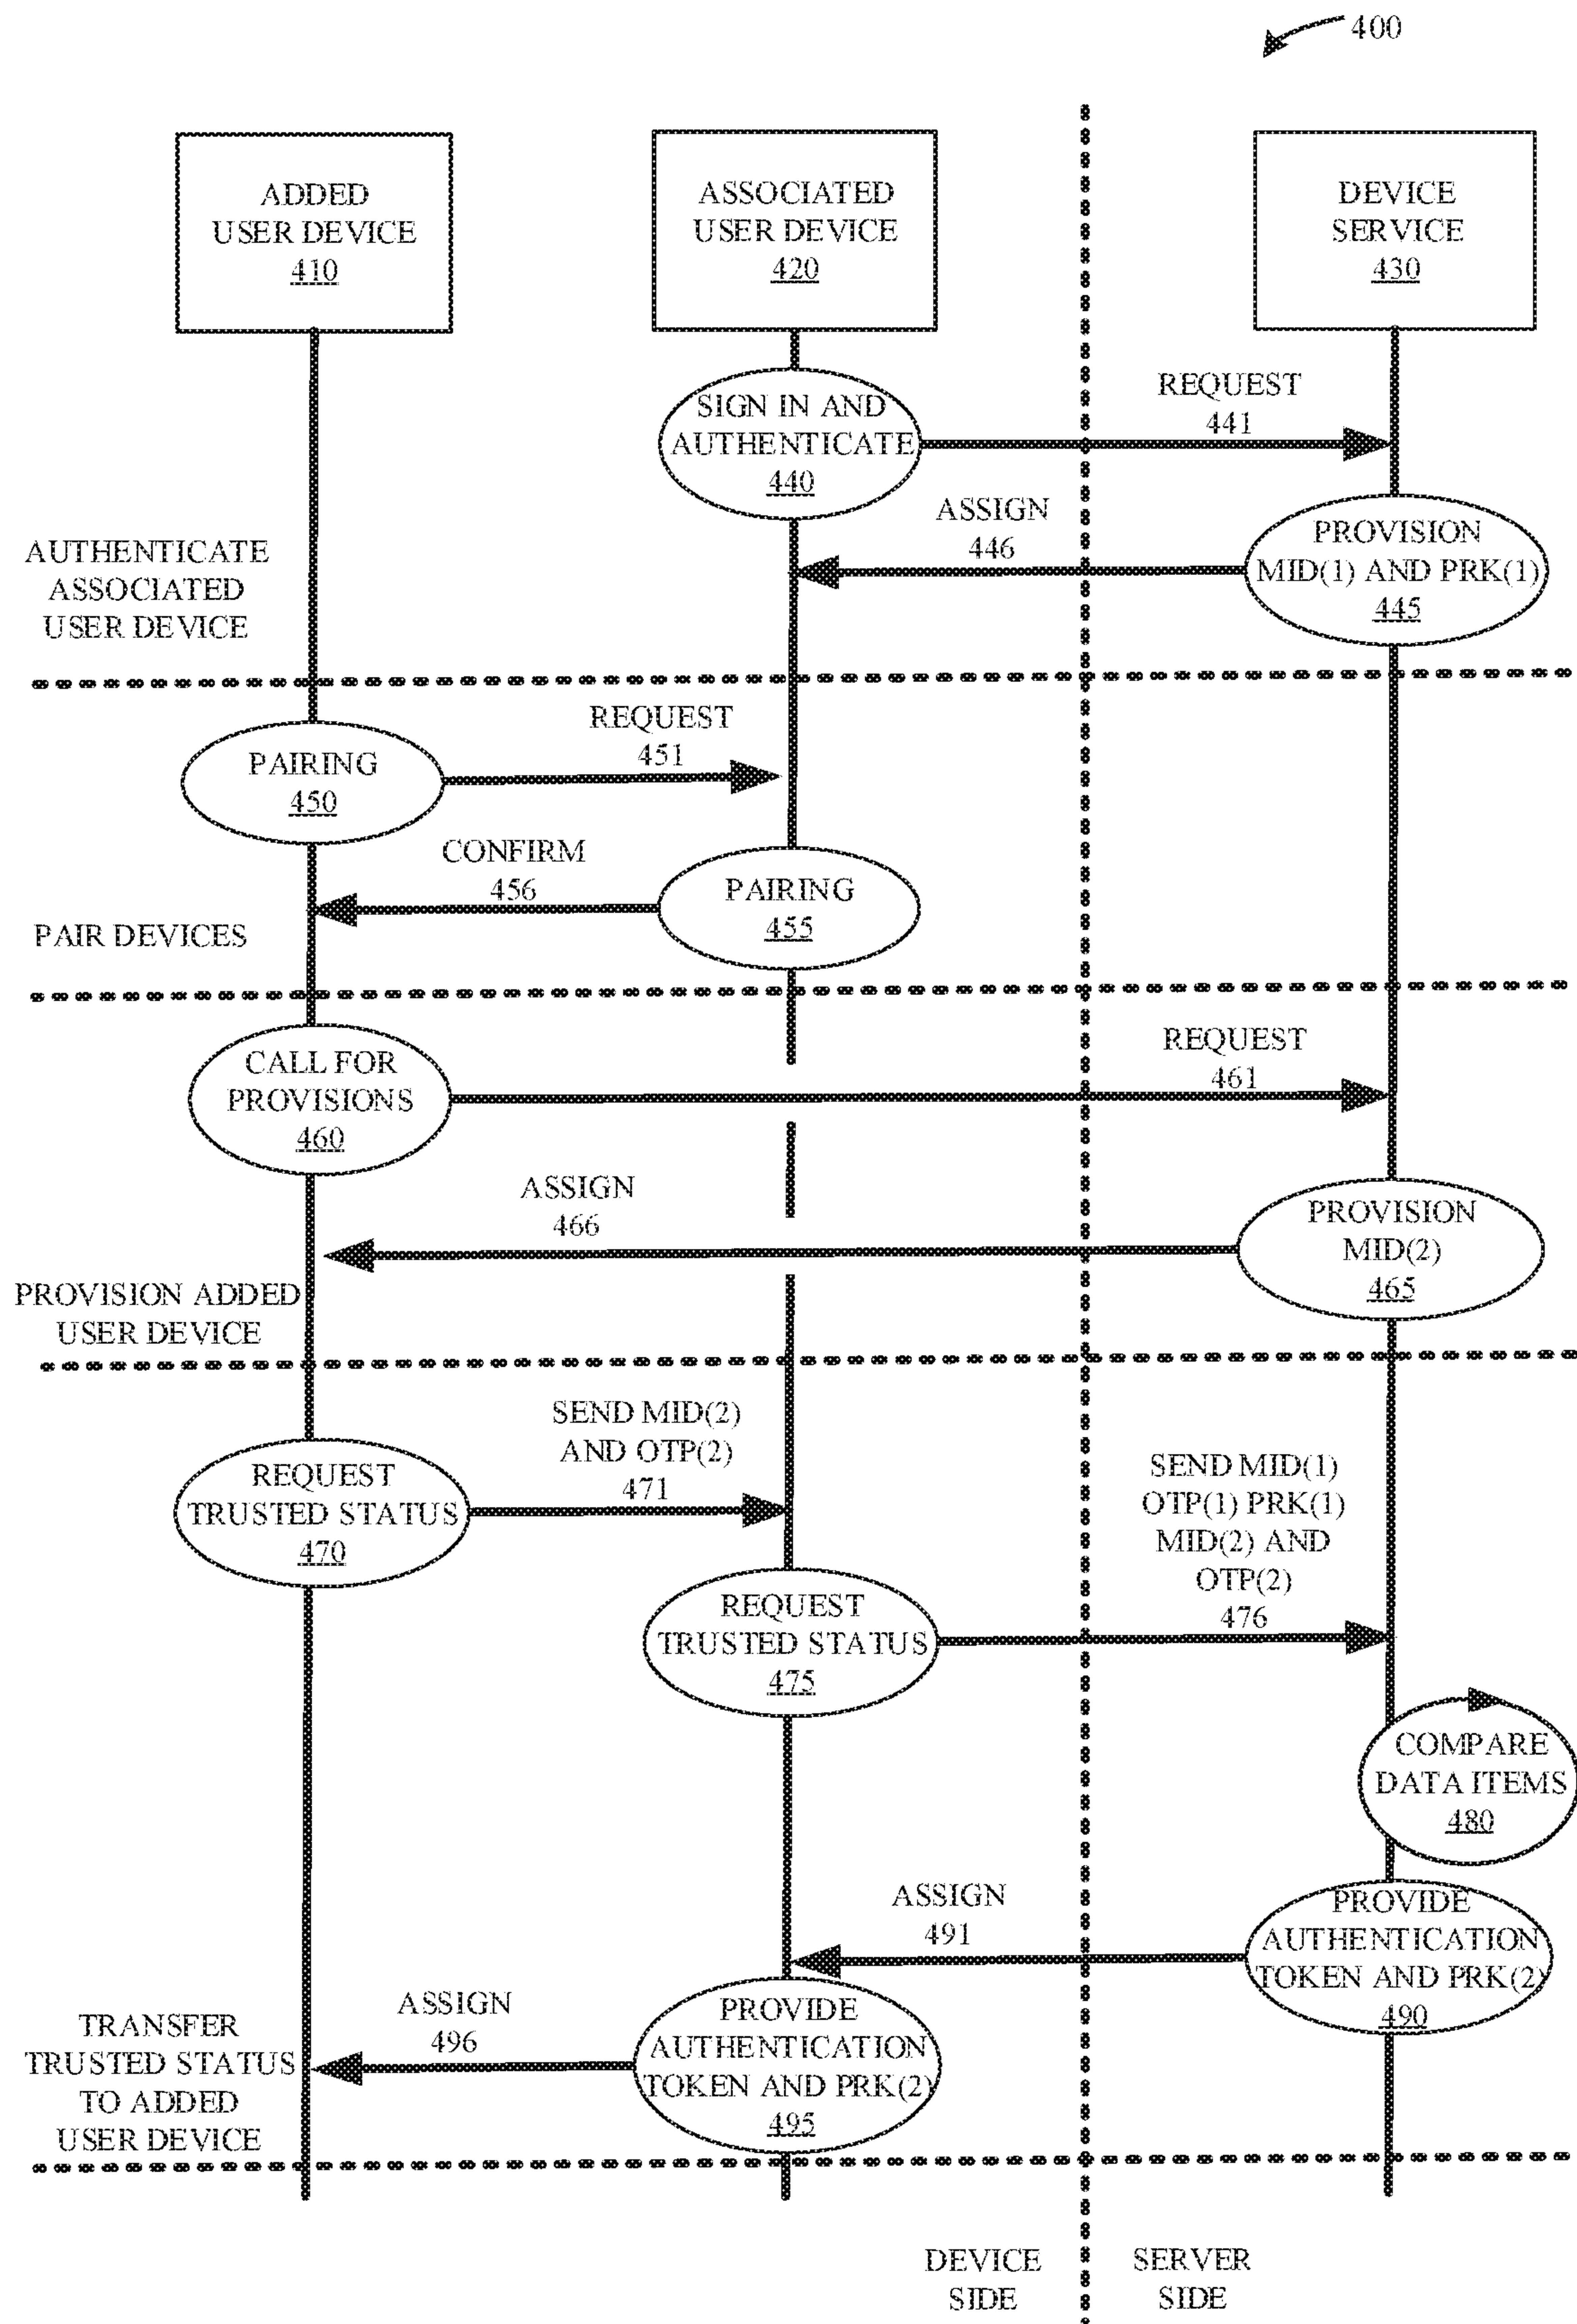 400
ADDED
USER DEVICE
410
ASSOCIATED
USER DEVICE
420
DEVICE
SERVICE
430
SIGN IN AND
AUTHENTICATE
440
REQUEST
441
ASSIGN
446
PROVISION
MID(1) AND PRK(1)
445
AUTHENTICATE
ASSOCIATED
USER DEVICE
PAIRING
450
REQUEST
451
CONFIRM
456
PAIRING
455
PAIR DEVICES
CALL FOR
PROVISIONS
460
REQUEST
461
ASSIGN
466
PROVISION
MID(2)
465
PROVISION ADDED
USER DEVICE
REQUEST
TRUSTED STATUS
470
SEND MID(2)
AND OTP(2)
471
REQUEST
TRUSTED STATUS
475
SEND MID(1)
OTP(1) PRK(1)
MID(2) AND
OTP(2)
476
COMPARE
DATA ITEMS
480
PROVIDE
AUTHENTICATION
TOKEN AND PRK(2)
490
ASSIGN
491
PROVIDE
AUTHENTICATION
TOKEN AND PRK(2)
495
ASSIGN
496
TRANSFER
TRUSTED STATUS
TO ADDED
USER DEVICE
DEVICE
SIDE
SERVER
SIDE